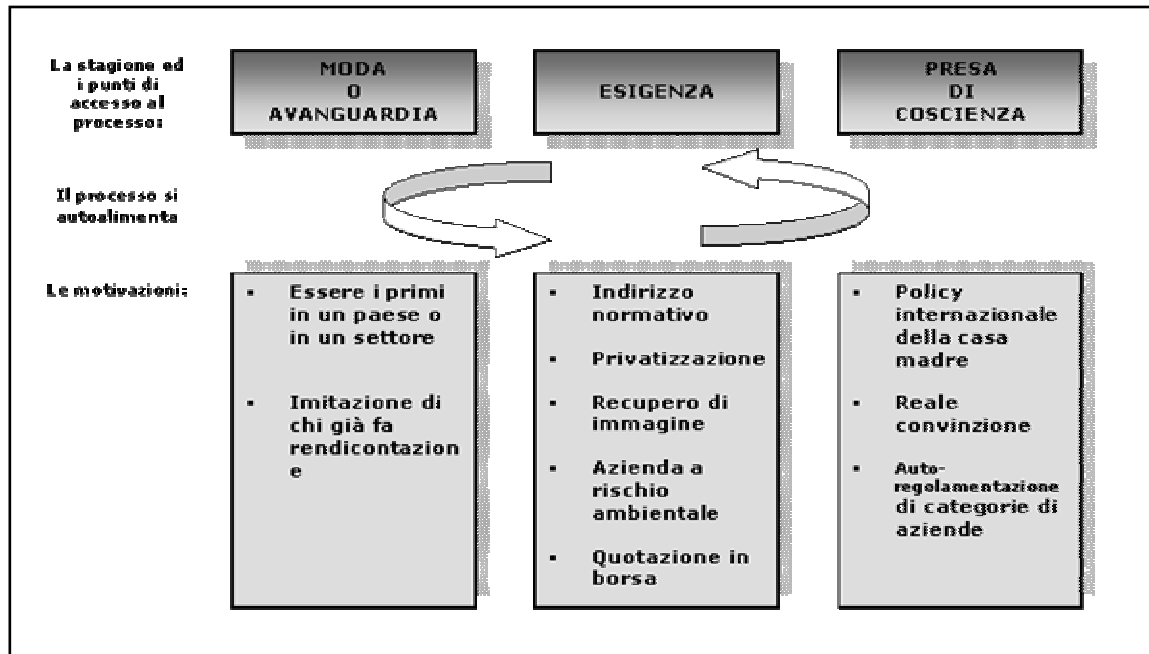 La stagione ed
i punti di
accesso al
processo:
MODA
O
AVANGUARDIA
ESIGENZA
PRESA
DI
COSCIENZA
Il processo si
autoalimenta
Le motivazioni:
▪ Essere i primi
in un paese o
in un settore
▪ Imitazione di
chi già fa
rendicontazion
e
▪ Indirizzo
normativo
▪ Privatizzazione
▪ Recupero di
immagine
▪ Azienda a
rischio
ambientale
▪ Quotazione in
borsa
▪ Policy
internazionale
della casa
madre
▪ Reale
convinzione
▪ Auto-
regolamentazione
di categorie di
aziende